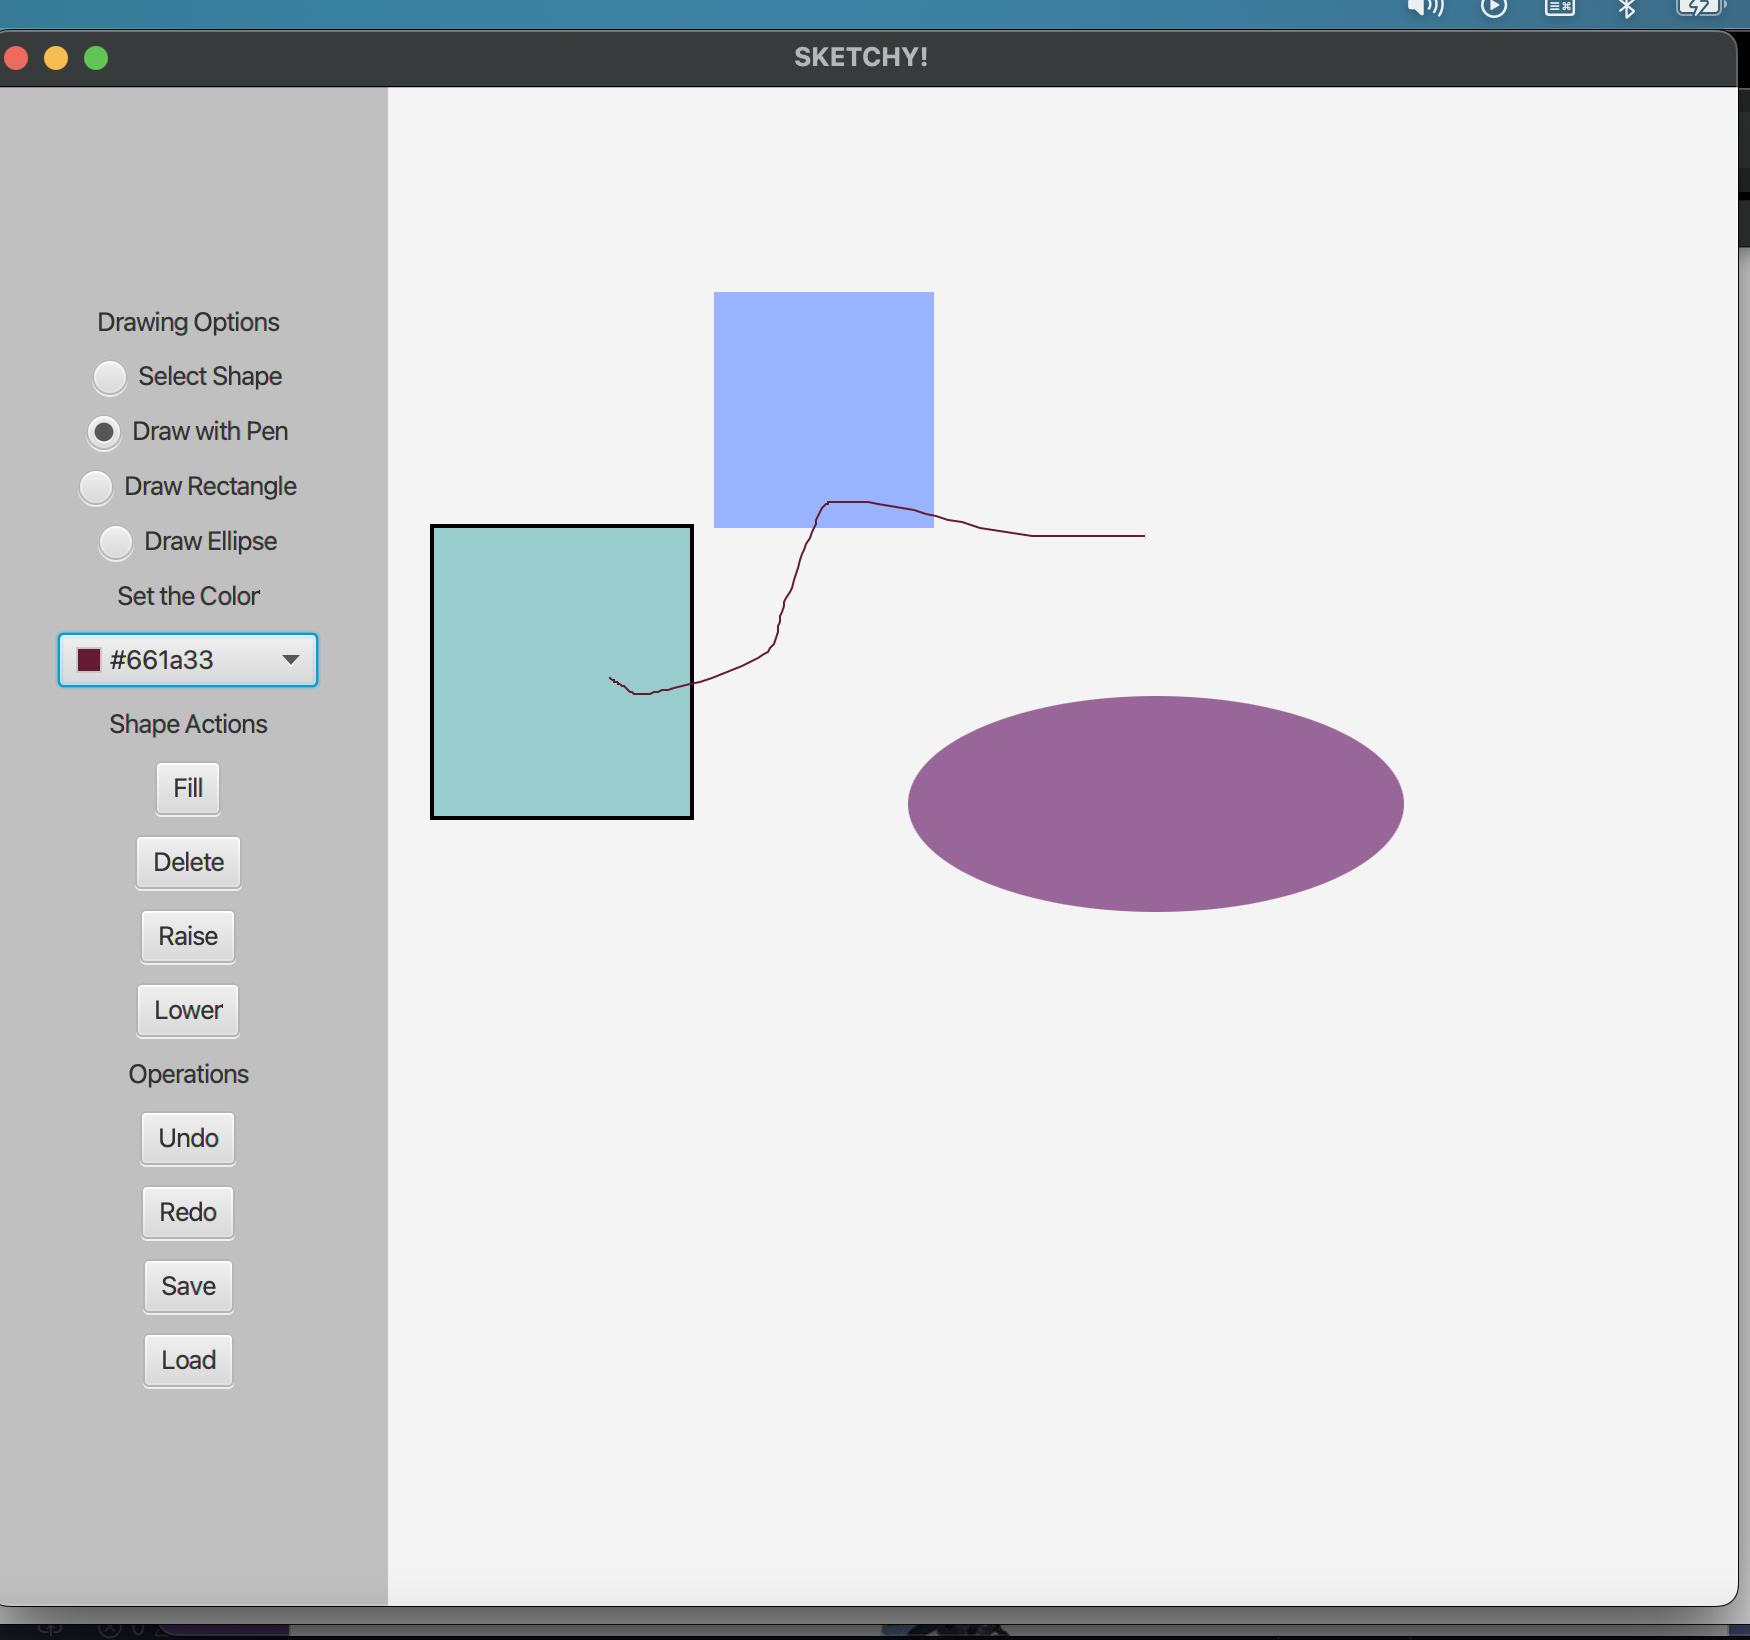 SKETCHY!
Drawing Options
Select Shape
Draw with Pen
Draw Rectangle
Draw Ellipse
Set the Color
#661a33
Shape Actions
Fill
Delete
Raise
Lower
Operations
Undo
Redo
Save
Load
0